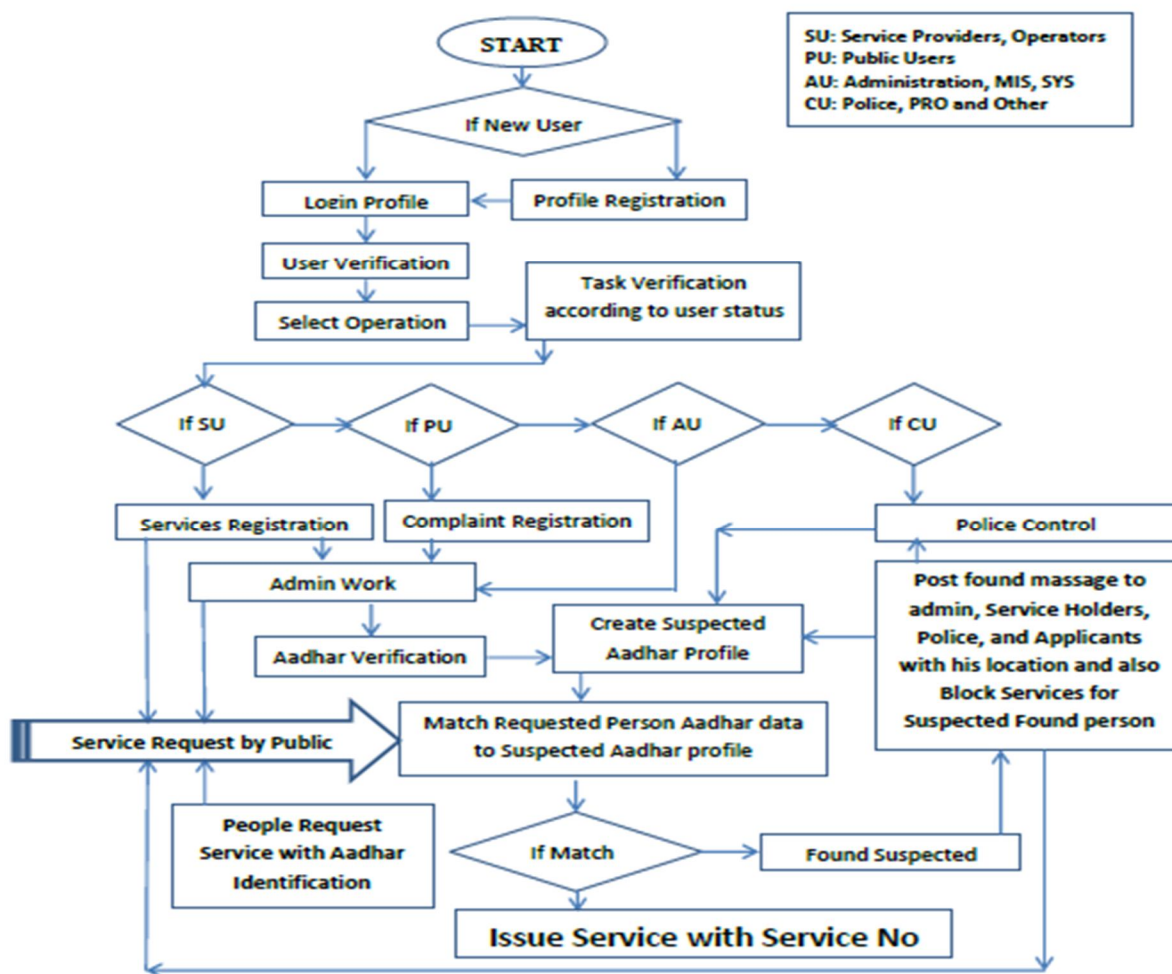 START
SU: Service Providers, Operators
PU: Public Users
AU: Administration, MIS, SYS
CU: Police, PRO and Other
If New User
Login Profile
Profile Registration
User Verification
Task Verification
according to user status
Select Operation
If SU
If PU
If AU
If CU
Services Registration
Complaint Registration
Police Control
Admin Work
Post found massage to
admin, Service Holders,
Police, and Applicants
with his location and also
Block Services for
Suspected Found person
Create Suspected
Aadhar Profile
Aadhar Verification
Service Request by Public
Match Requested Person Aadhar data
to Suspected Aadhar profile
People Request
Service with Aadhar
Identification
If Match
Found Suspected
Issue Service with Service No